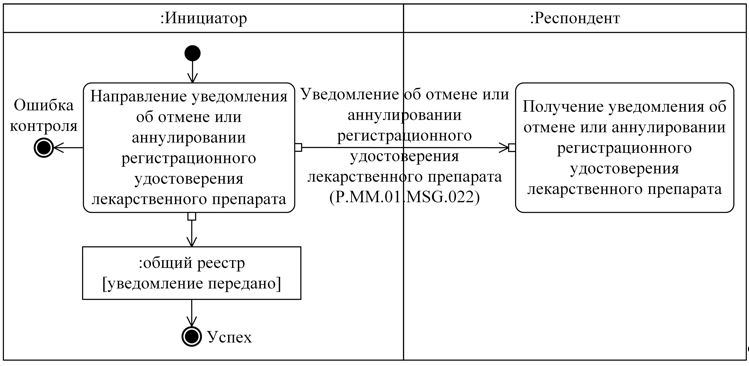 :Инициатор
:Респондент
Ошибка
контроля
Направление уведомления
об отмене или
аннулировании
регистрационного
удостоверения
лекарственного препарата
Уведомление об отмене или
аннулировании
регистрационного
удостоверения
лекарственного препарата
(P.MM.01.MSG.022)
Получение уведомления об
отмене или аннулировании
регистрационного
удостоверения
лекарственного препарата
:общий реестр
[уведомление передано]
Успех